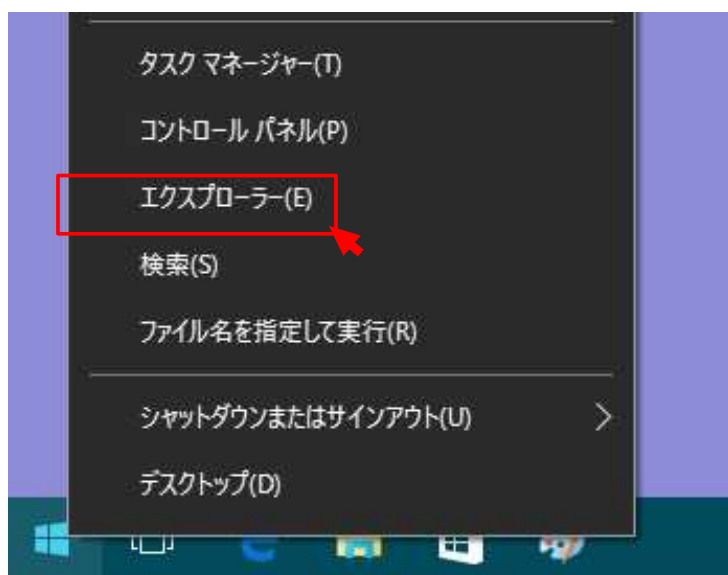 タスク マネージャー(T)
コントロール パネル(P)
エクスプローラー(E)
検索(S)
ファイル名を指定して実行(R)
シャットダウンまたはサインアウト(U)
デスクトップ(D)